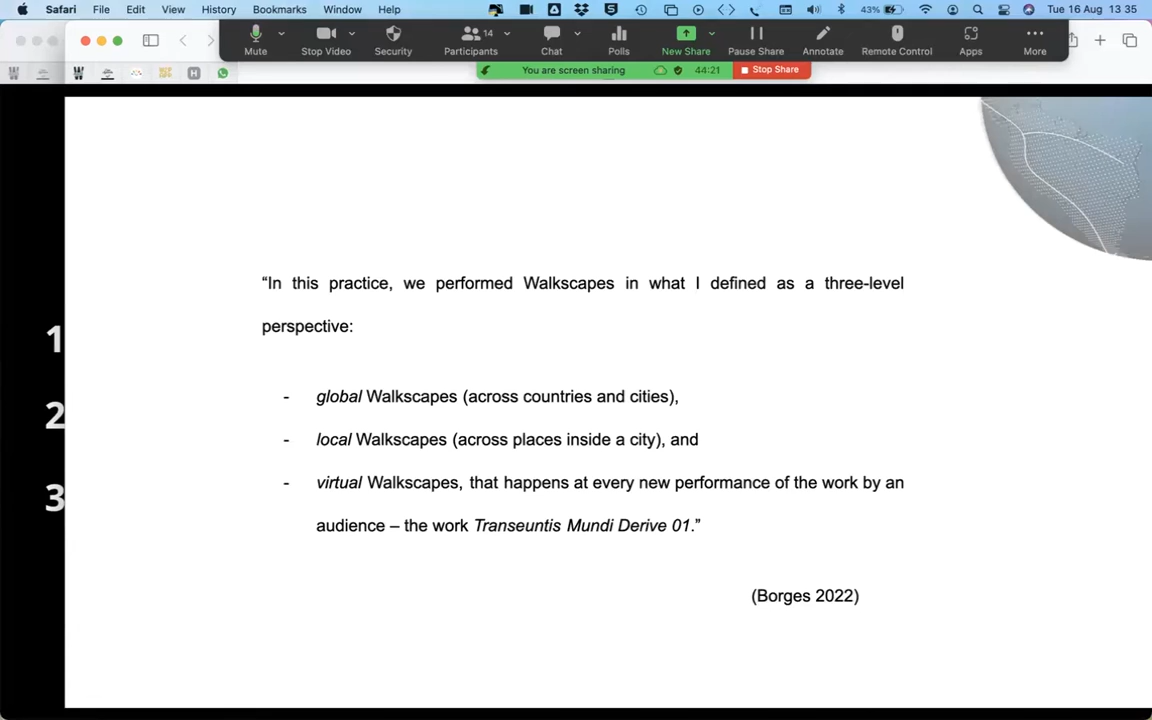 Safari File Edit View History Bookmarks Window Help 43% Tue 16 Aug 13 35
14
Mute Stop Video Security Participants Chat Polls New Share Pause Share Annotate Remote Control Apps More
You are screen sharing 44:21 Stop Share
“In this practice, we performed Walkscapes in what I defined as a three-level
perspective:
1
- global Walkscapes (across countries and cities),
2
- local Walkscapes (across places inside a city), and
- virtual Walkscapes, that happens at every new performance of the work by an
3
audience – the work Transeuntis Mundi Derive 01.”
(Borges 2022)